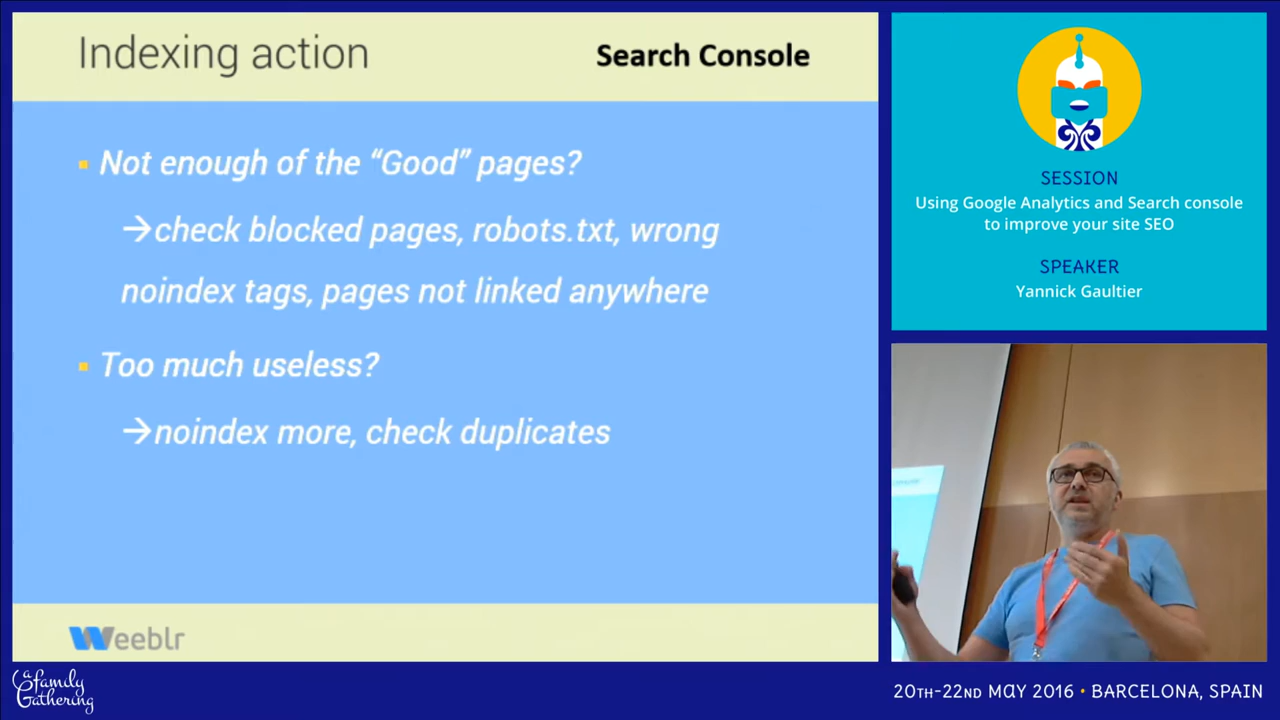 Indexing action
Search Console
Not enough of the “Good” pages?
→check blocked pages, robots.txt, wrong
noindex tags, pages not linked anywhere
Too much useless?
→noindex more, check duplicates
Weeblr
SESSION
Using Google Analytics and Search console
to improve your site SEO
SPEAKER
Yannick Gaultier
a family
Gathering
20TH-22ND MAY 2016 • BARCELONA, SPAIN